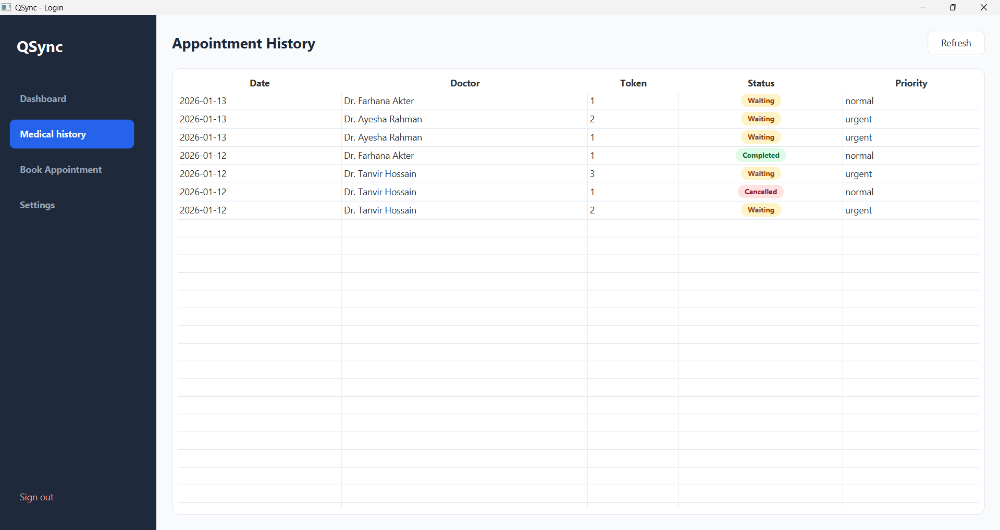 QSync - Login
QSync
Dashboard
Medical history
Book Appointment
Settings
Sign out
Appointment History
Refresh
Date Doctor Token Status Priority
2026-01-13 Dr. Farhana Akter 1 Waiting normal
2026-01-13 Dr. Ayesha Rahman 2 Waiting urgent
2026-01-13 Dr. Ayesha Rahman 1 Waiting urgent
2026-01-12 Dr. Farhana Akter 1 Completed normal
2026-01-12 Dr. Tanvir Hossain 3 Waiting urgent
2026-01-12 Dr. Tanvir Hossain 1 Cancelled normal
2026-01-12 Dr. Tanvir Hossain 2 Waiting urgent